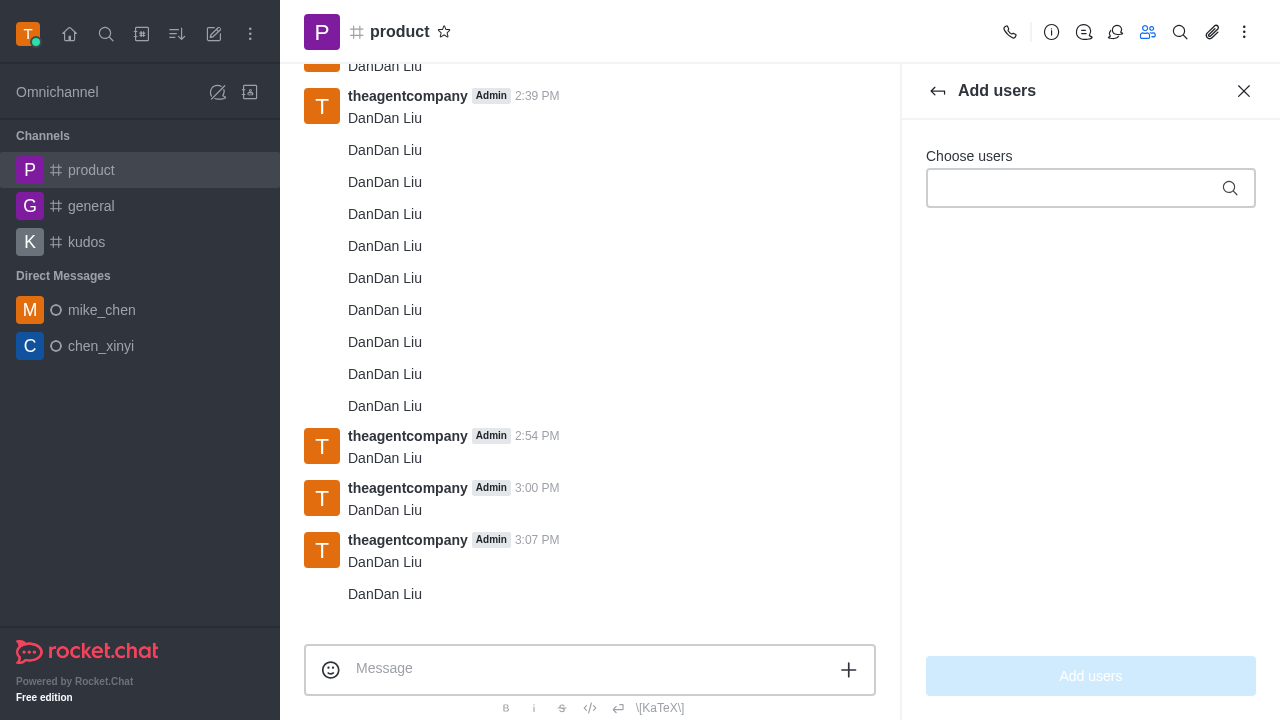 T
Omnichannel
Channels
P product
G general
K kudos
Direct Messages
M mike_chen
C chen_xinyi
rocket.chat
Powered by Rocket.Chat
Free edition
P product
DanDan Liu
T theagentcompany Admin 2:39 PM
DanDan Liu
DanDan Liu
DanDan Liu
DanDan Liu
DanDan Liu
DanDan Liu
DanDan Liu
DanDan Liu
DanDan Liu
DanDan Liu
T theagentcompany Admin 2:54 PM
DanDan Liu
T theagentcompany Admin 3:00 PM
DanDan Liu
T theagentcompany Admin 3:07 PM
DanDan Liu
DanDan Liu
Message
B i S \[KaTeX\]
Add users
Choose users
Add users